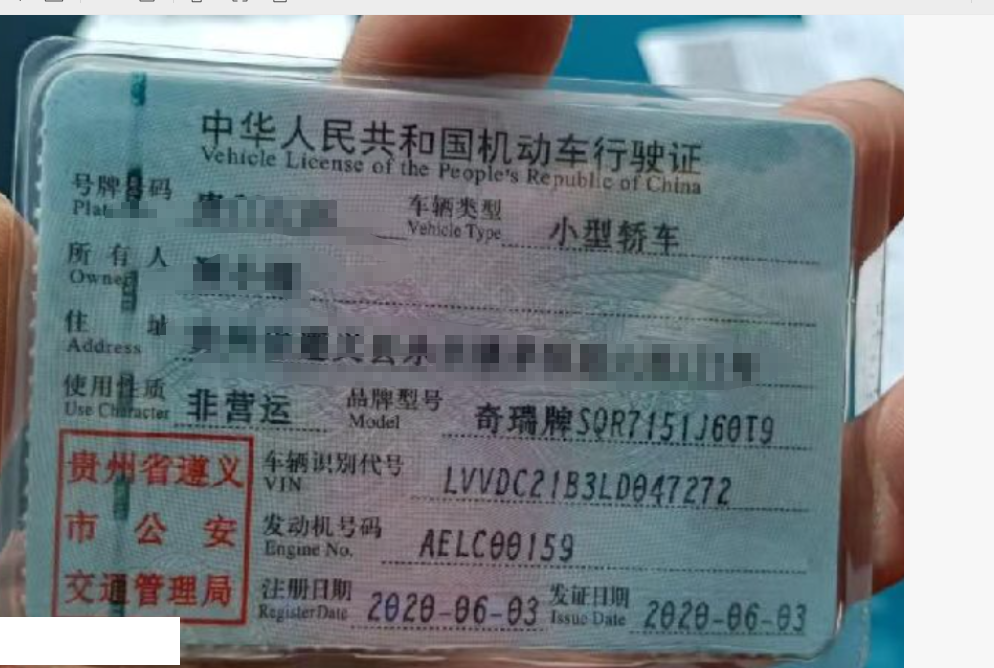 中华人民共和国机动车行驶证
Vehicle License of the People's Republic of China
号牌号码 车辆类型 小型轿车
Plate Vehicle Type
所有人
Owner
住址
Address
使用性质 非营运 品牌型号 奇瑞牌SQR7151J60T9
Use Character Model
贵州省遵义
市公安
交通管理局
车辆识别代号 LVVDC21B3LD047272
VIN
发动机号码 AELC00159
Engine No.
注册日期 2020-06-03 发证日期 2020-06-03
Register Date Issue Date